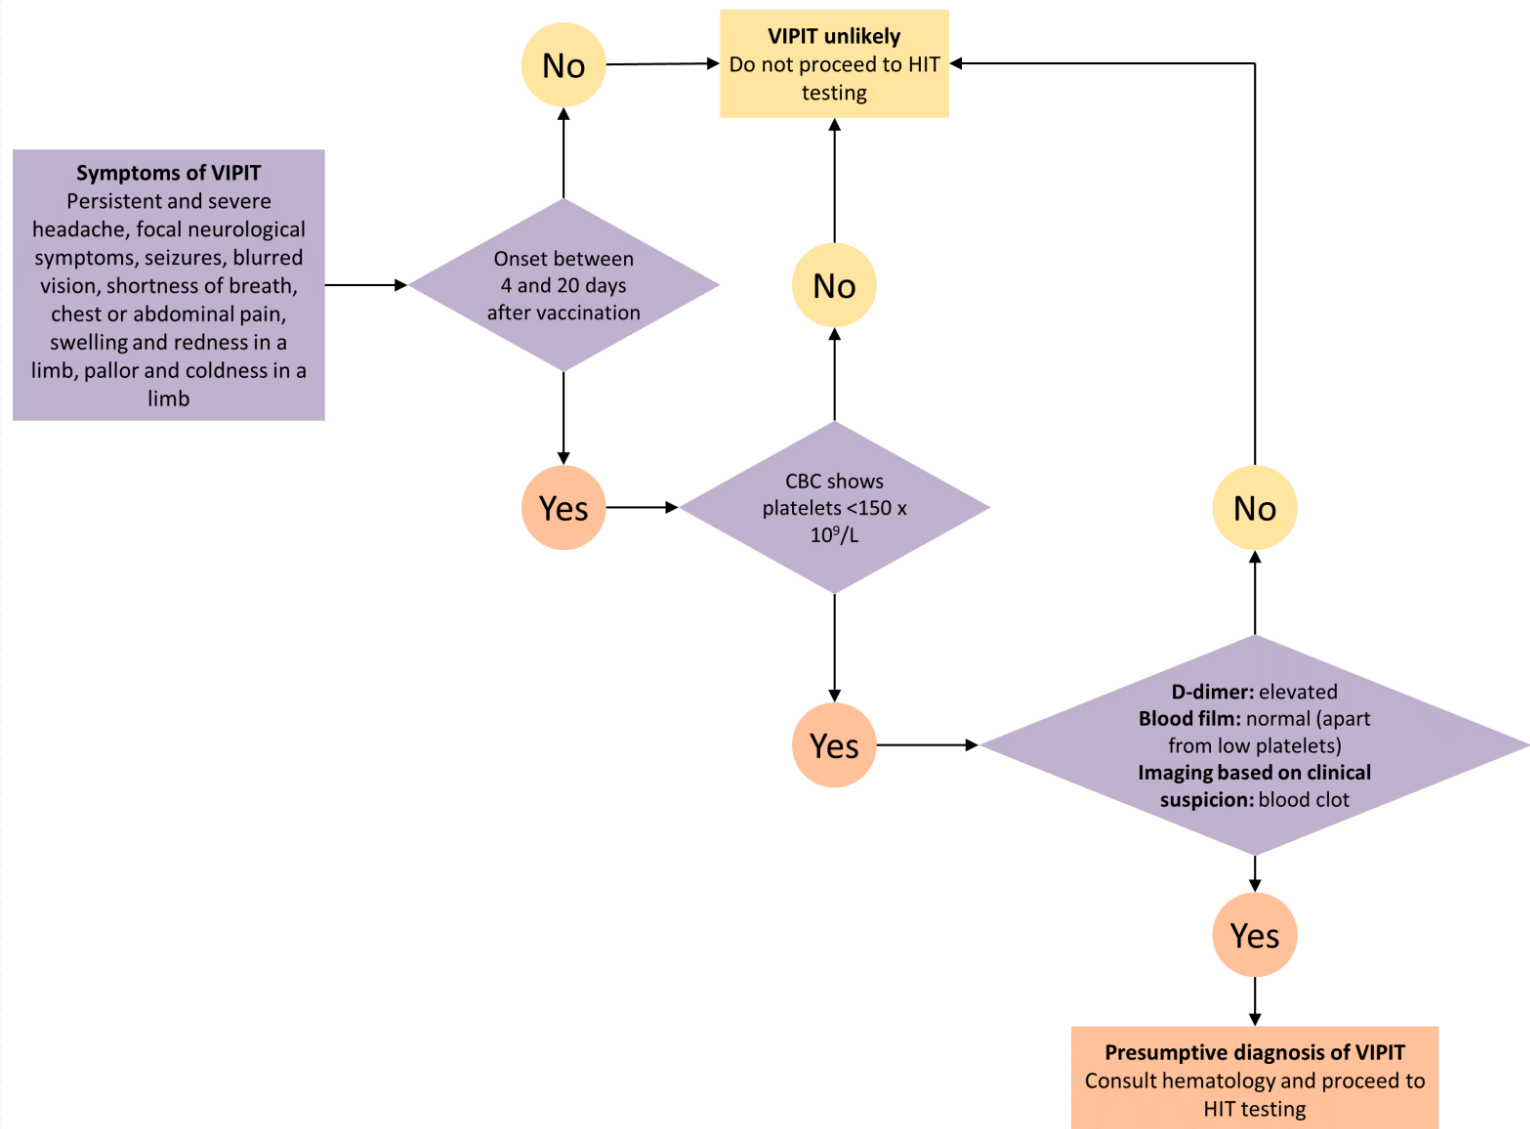 Symptoms of VIPIT
Persistent and severe
headache, focal neurological
symptoms, seizures, blurred
vision, shortness of breath,
chest or abdominal pain,
swelling and redness in a
limb, pallor and coldness in a
limb
Onset between
4 and 20 days
after vaccination
No
VIPIT unlikely
Do not proceed to HIT
testing
Yes
CBC shows
platelets <150 x
10⁹/L
No
Yes
D-dimer: elevated
Blood film: normal (apart
from low platelets)
Imaging based on clinical
suspicion: blood clot
No
Yes
Presumptive diagnosis of VIPIT
Consult hematology and proceed to
HIT testing